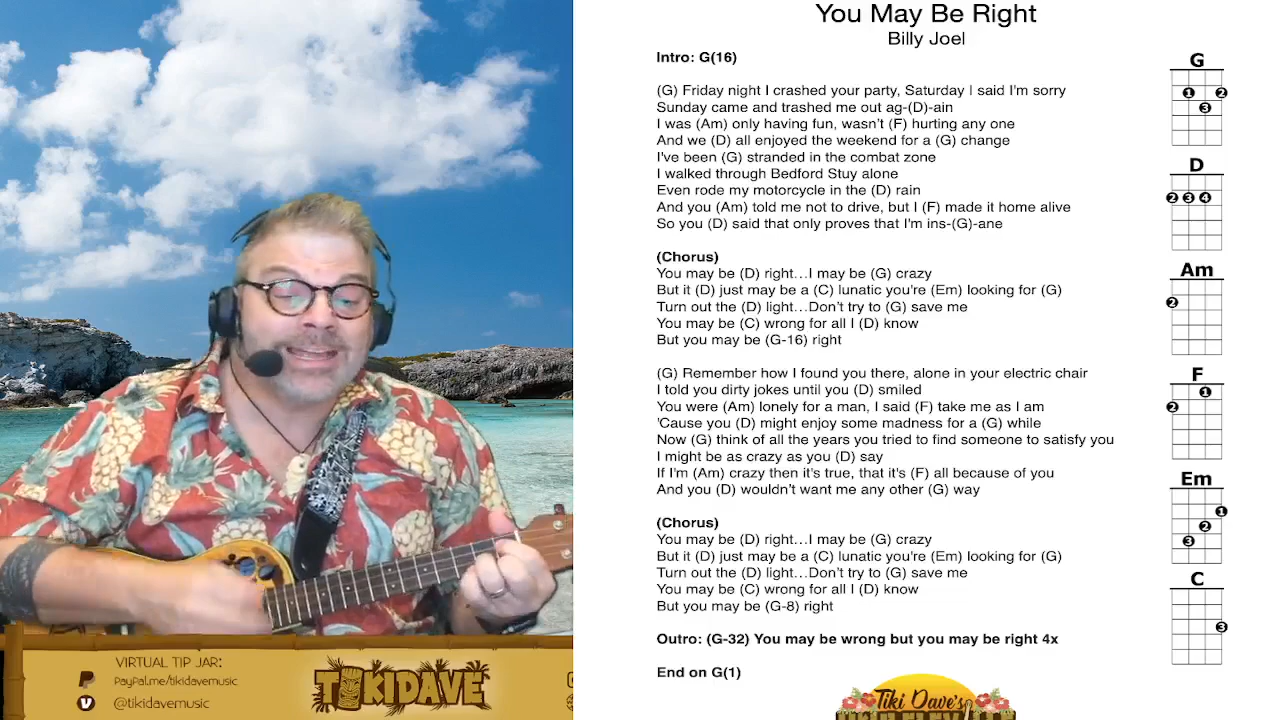 You May Be Right
Billy Joel
Intro: G(16)
(G) Friday night I crashed your party, Saturday I said I'm sorry
Sunday came and trashed me out ag-(D)-ain
I was (Am) only having fun, wasn't (F) hurting any one
And we (D) all enjoyed the weekend for a (G) change
I've been (G) stranded in the combat zone
I walked through Bedford Stuy alone
Even rode my motorcycle in the (D) rain
And you (Am) told me not to drive, but I (F) made it home alive
So you (D) said that only proves that I'm ins-(G)-ane
(Chorus)
You may be (D) right…I may be (G) crazy
But it (D) just may be a (C) lunatic you're (Em) looking for (G)
Turn out the (D) light…Don't try to (G) save me
You may be (C) wrong for all I (D) know
But you may be (G-16) right
(G) Remember how I found you there, alone in your electric chair
I told you dirty jokes until you (D) smiled
You were (Am) lonely for a man, I said (F) take me as I am
'Cause you (D) might enjoy some madness for a (G) while
Now (G) think of all the years you tried to find someone to satisfy you
I might be as crazy as you (D) say
If I'm (Am) crazy then it's true, that it's (F) all because of you
And you (D) wouldn't want me any other (G) way
(Chorus)
You may be (D) right…I may be (G) crazy
But it (D) just may be a (C) lunatic you're (Em) looking for (G)
Turn out the (D) light…Don't try to (G) save me
You may be (C) wrong for all I (D) know
But you may be (G-8) right
Outro: (G-32) You may be wrong but you may be right 4x
End on G(1)
G
1 2
3
D
2 3 4
Am
2
F
1
2
Em
1
2
3
C
3
VIRTUAL TIP JAR:
PayPal.me/tikidavemusic
@tikidavemusic
TIKIDAVE
Tiki Dave's